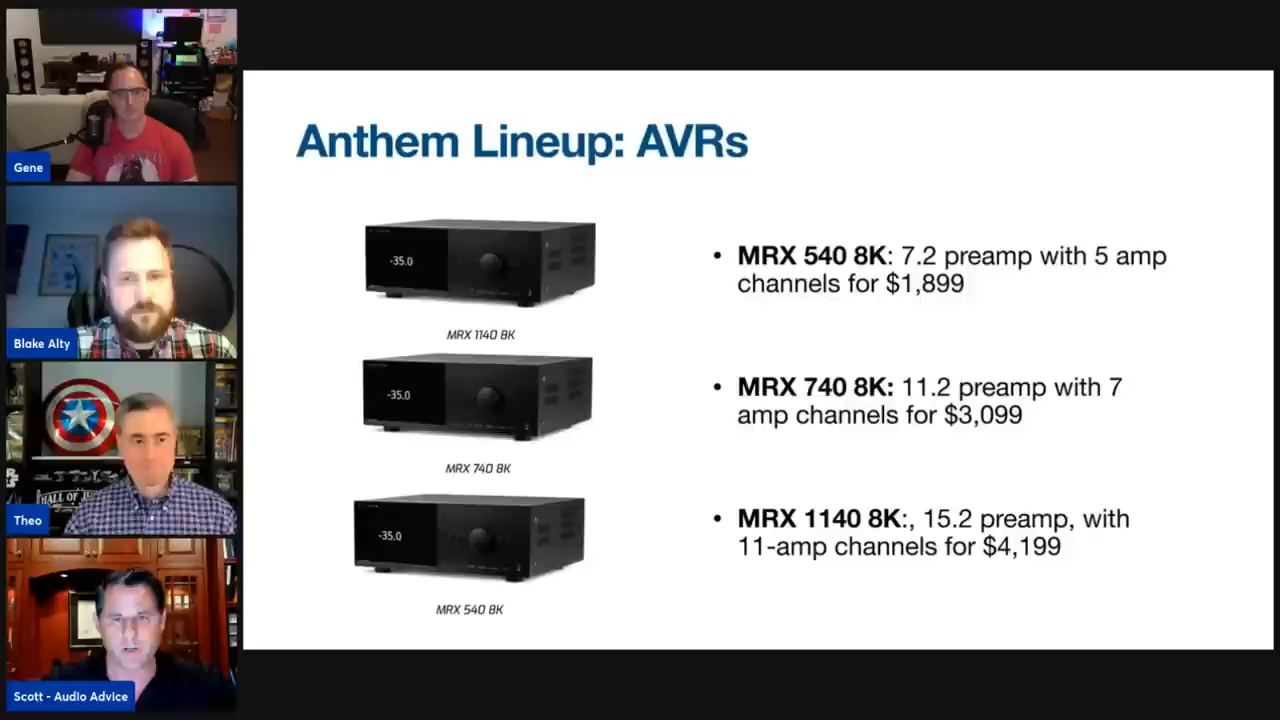 Gene
Blake Alty
HALL OF JU
Theo
Scott - Audio Advice
Anthem Lineup: AVRs
-35.0
MRX 1140 8K
-35.0
MRX 740 8K
-35.0
MRX 540 8K
• MRX 540 8K: 7.2 preamp with 5 amp
channels for $1,899
• MRX 740 8K: 11.2 preamp with 7
amp channels for $3,099
• MRX 1140 8K:, 15.2 preamp, with
11-amp channels for $4,199